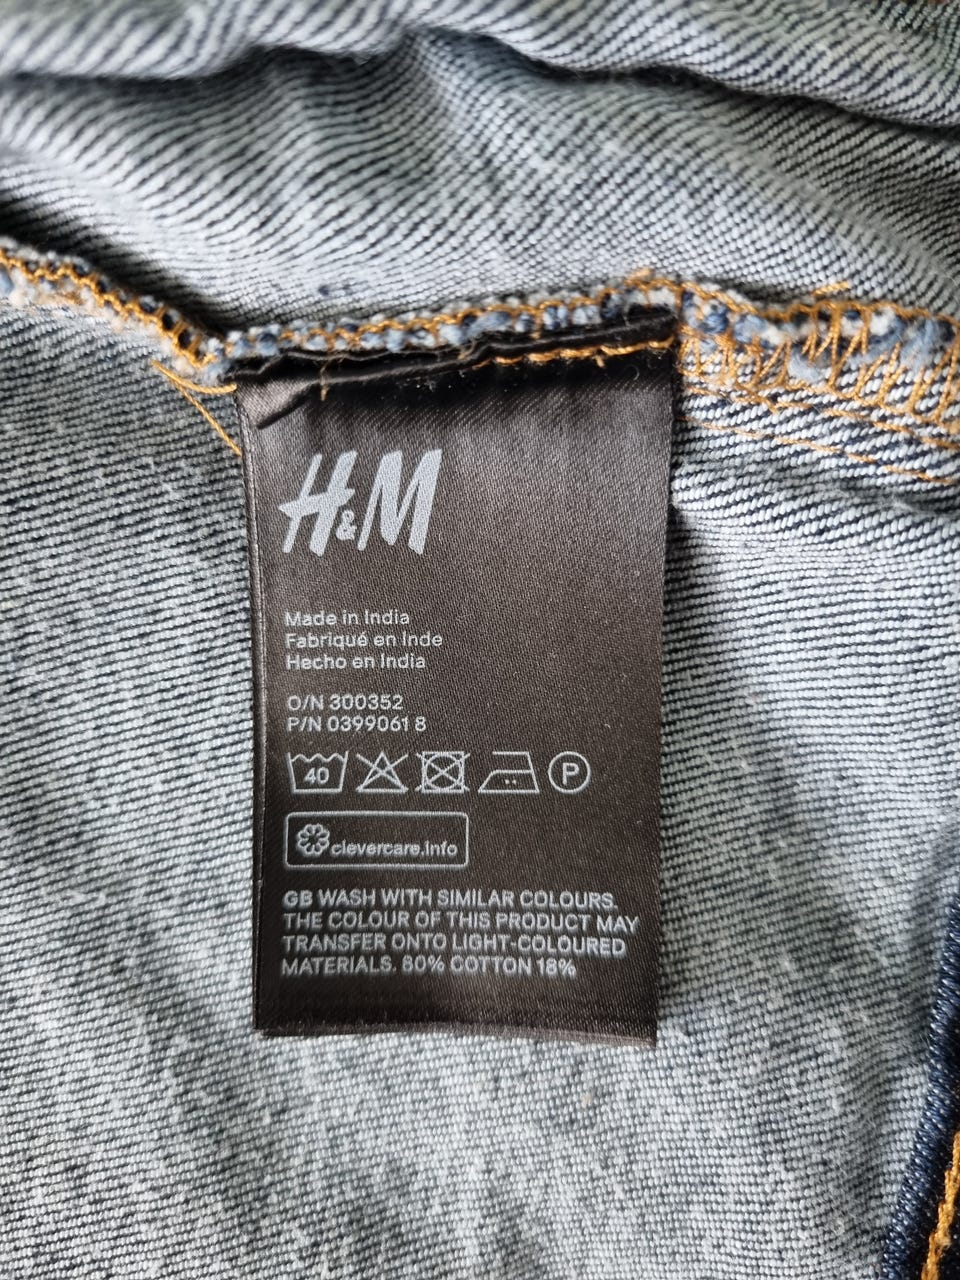 H&M
Made in India
Fabriqué en Inde
Hecho en India
O/N 300352
P/N 0399061 8
40 P
clevercare.info
GB WASH WITH SIMILAR COLOURS.
THE COLOUR OF THIS PRODUCT MAY
TRANSFER ONTO LIGHT-COLOURED
MATERIALS. 80% COTTON 18%